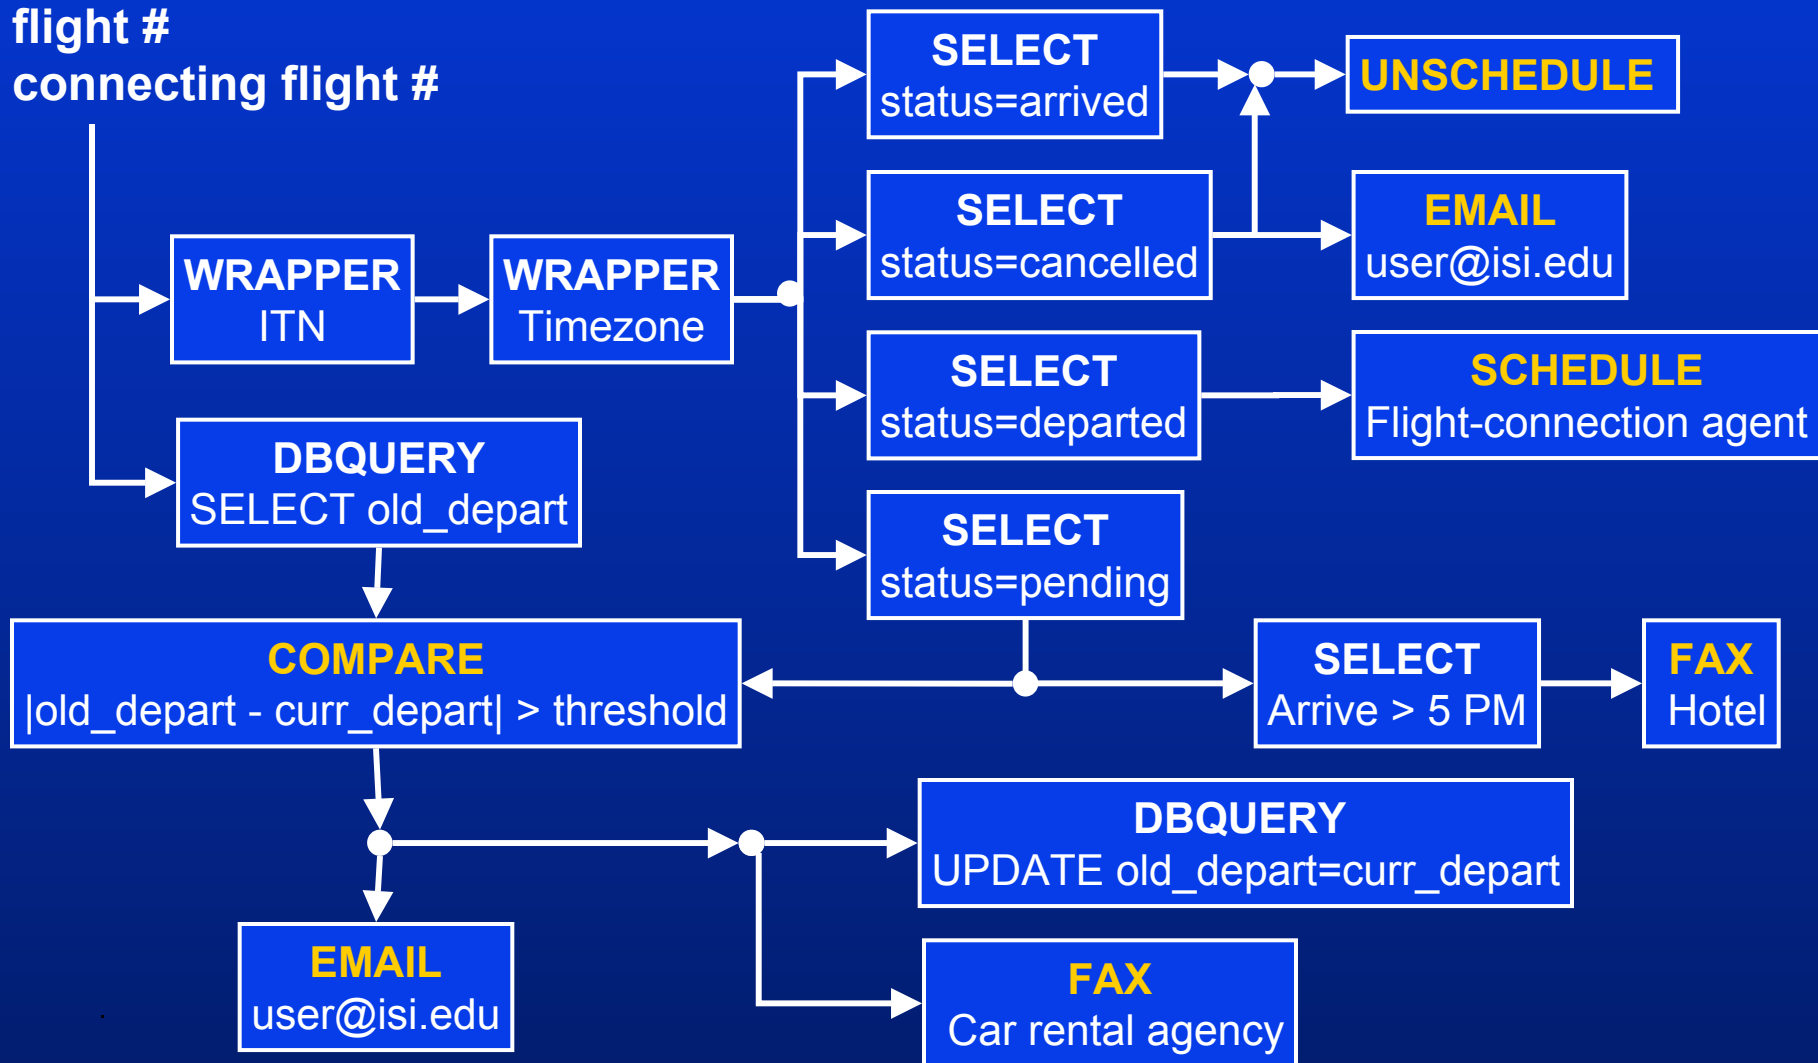 flight #
connecting flight #
SELECT
status=arrived
UNSCHEDULE
SELECT
status=cancelled
EMAIL
user@isi.edu
WRAPPER
ITN
WRAPPER
Timezone
SELECT
status=departed
SCHEDULE
Flight-connection agent
DBQUERY
SELECT old_depart
SELECT
status=pending
COMPARE
|old_depart - curr_depart| > threshold
SELECT
Arrive > 5 PM
FAX
Hotel
DBQUERY
UPDATE old_depart=curr_depart
EMAIL
user@isi.edu
FAX
Car rental agency